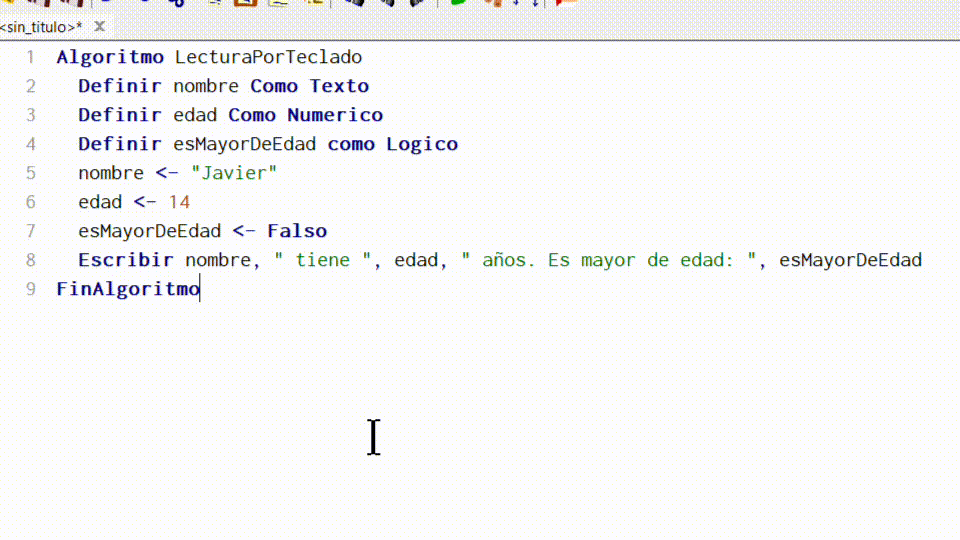 <sin_titulo>* X
1 Algoritmo LecturaPorTeclado
2 Definir nombre Como Texto
3 Definir edad Como Numerico
4 Definir esMayorDeEdad como Logico
5 nombre <- "Javier"
6 edad <- 14
7 esMayorDeEdad <- Falso
8 Escribir nombre, " tiene ", edad, " años. Es mayor de edad: ", esMayorDeEdad
9 FinAlgoritmo